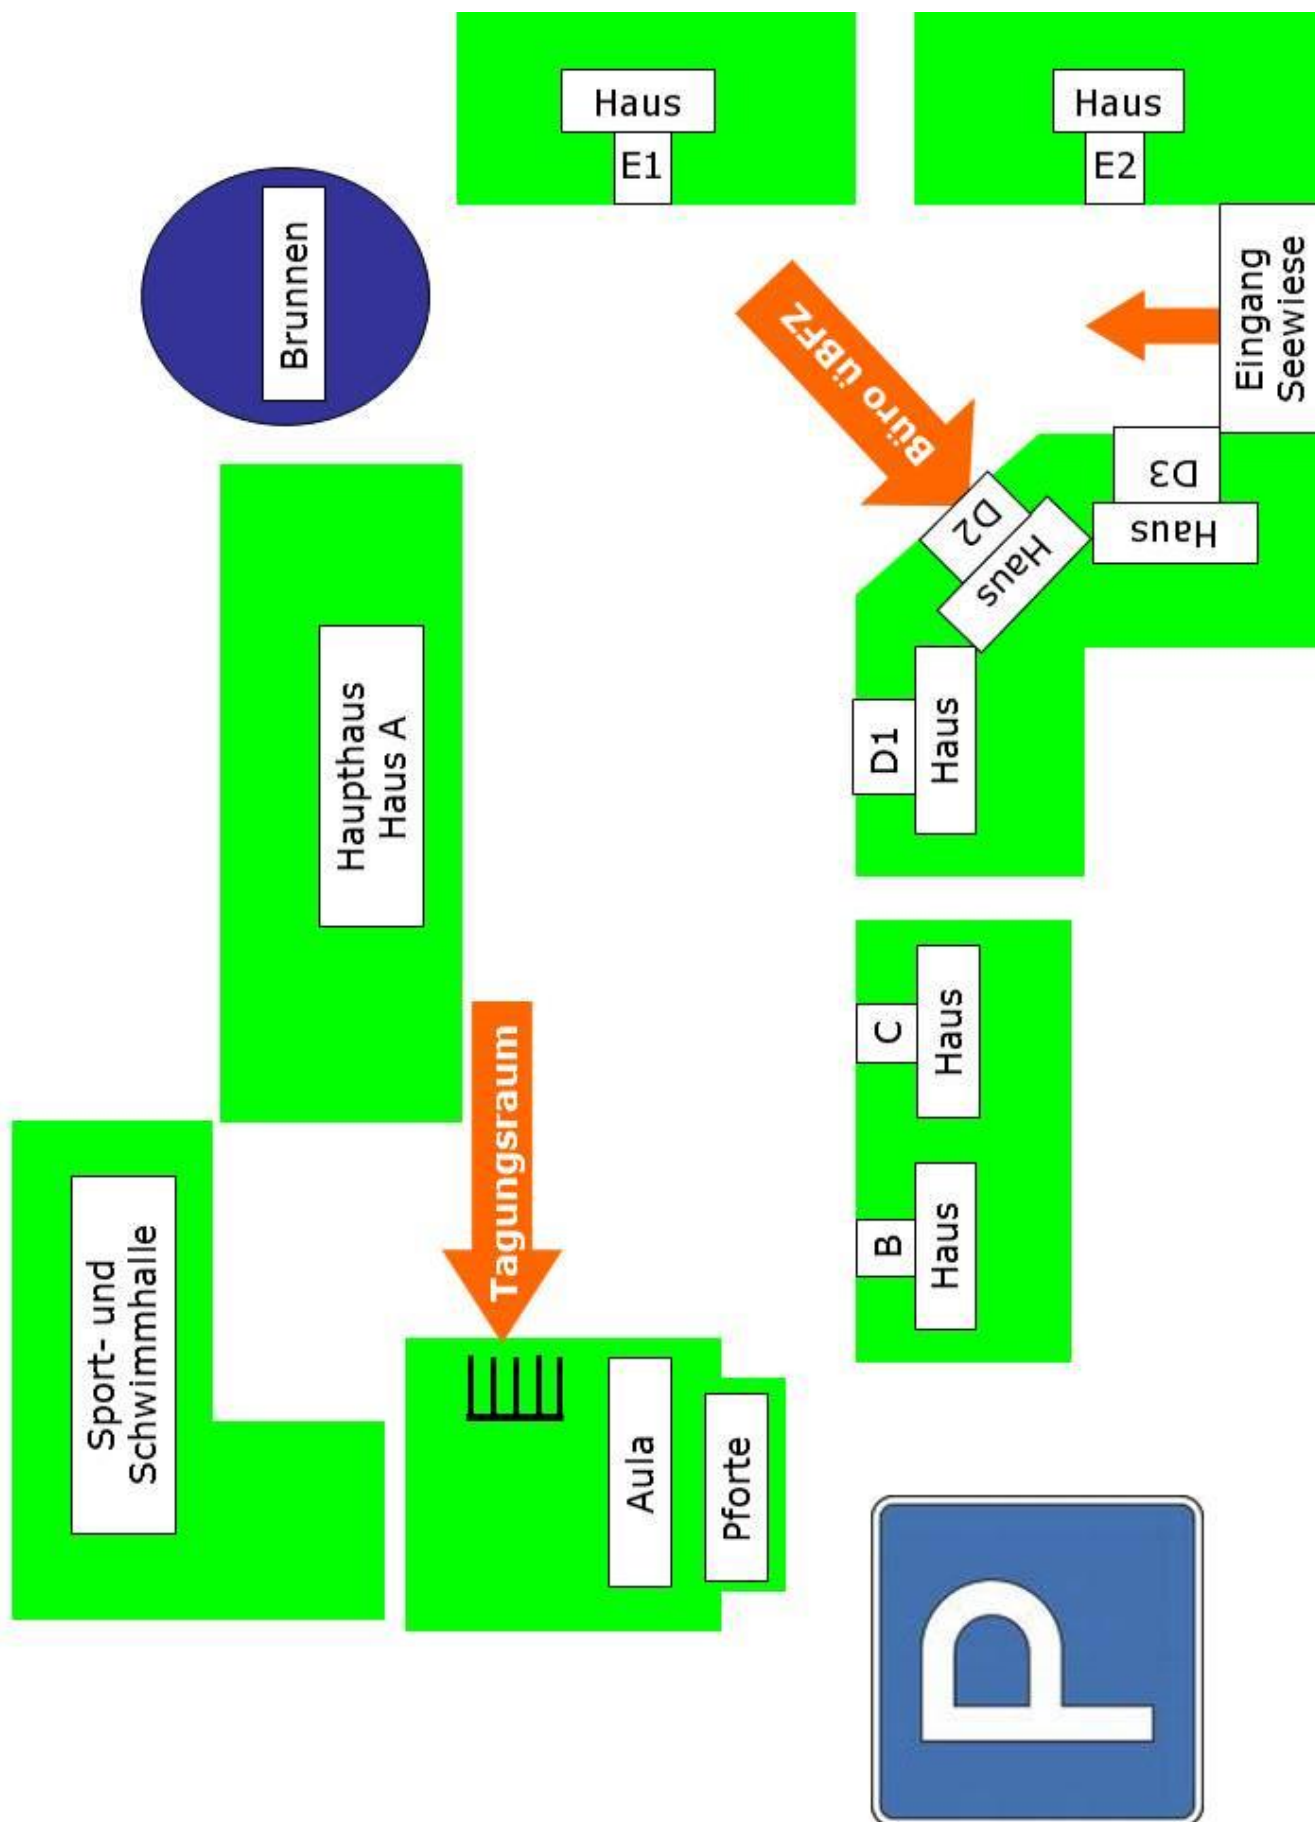 Haus
E1
Haus
E2
Brunnen
Eingang
Seewiese
Büro üBFZ
D3
Haus
D2
Haus
D1
Haus
Haupthaus
Haus A
C
Haus
Tagungsraum
B
Haus
Sport- und
Schwimmhalle
Aula
Pforte
P